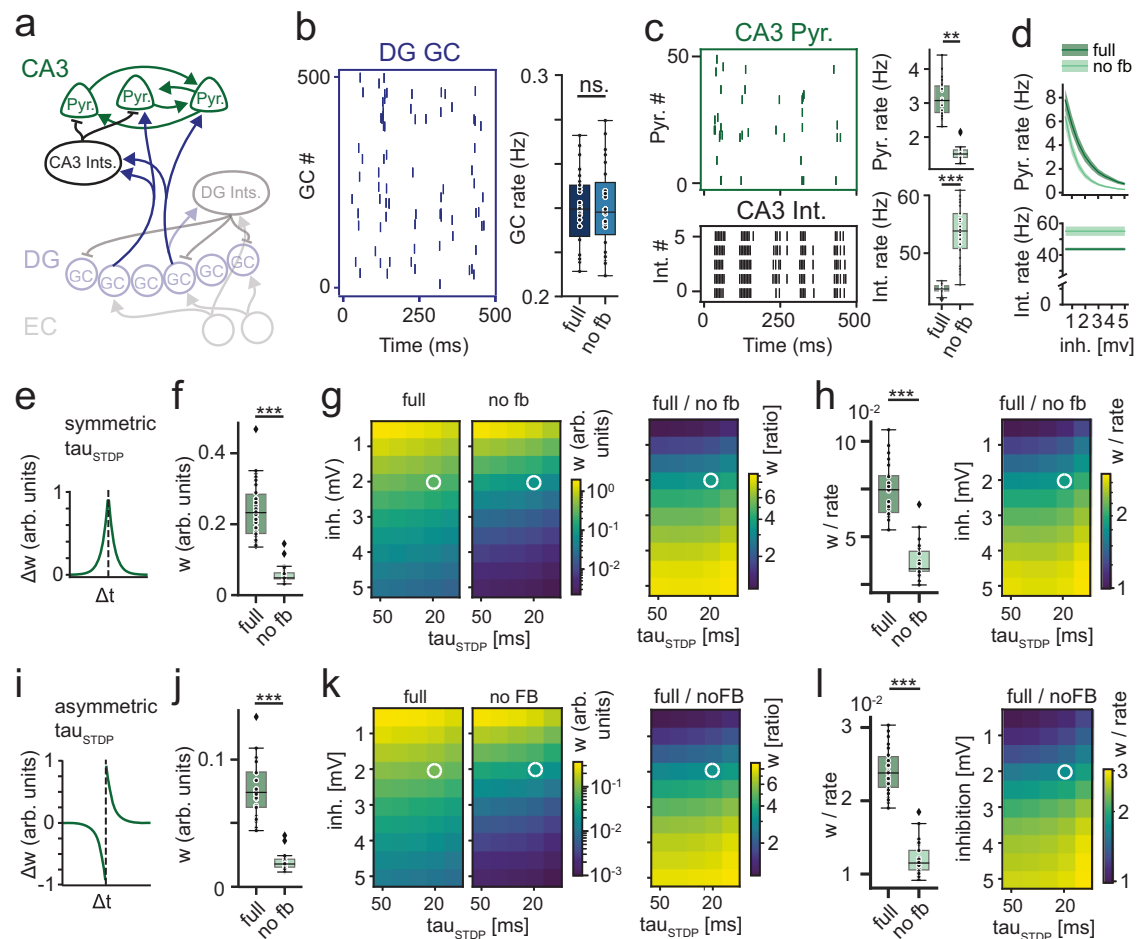 a
CA3
Pyr.
Pyr.
Pyr.
CA3 Ints.
DG Ints.
DG
GC
GC
GC
GC
GC
GC
EC
b
DG GC
500
0
GC #
0
500
Time (ms)
0.3
0.2
GC rate (Hz)
ns.
full
no fb
c
CA3 Pyr.
50
0
Pyr. #
CA3 Int.
5
0
Int. #
0
500
Time (ms)
**
4
3
2
Pyr. rate (Hz)
***
60
50
0
Int. rate (Hz)
full
no fb
d
full
no fb
8
6
4
2
0
Pyr. rate (Hz)
60
40
0
Int. rate (Hz)
1 2 3 4 5
inh. [mv]
e
symmetric
tauSTDP
1
0
Δw (arb. units)
Δt
f
***
0.4
0.2
0
w (arb. units)
full
no fb
g
full
no fb
1
2
3
4
5
inh. (mV)
50
20
50
20
tauSTDP [ms]
w (arb. units)
10⁰
10⁻¹
10⁻²
full / no fb
50
20
tauSTDP [ms]
w [ratio]
6
4
2
h
10⁻²
***
10
5
w / rate
full
no fb
full / no fb
1
2
3
4
5
inh. [mV]
50
20
tauSTDP [ms]
w / rate
2
1
i
asymmetric
tauSTDP
1
0
-1
Δw (arb. units)
Δt
j
***
0.1
0
w (arb. units)
full
no fb
k
full
no FB
1
2
3
4
5
inh. [mV]
50
20
50
20
tauSTDP [ms]
w (arb. units)
10⁻¹
10⁻²
10⁻³
full / noFB
50
20
tauSTDP [ms]
w [ratio]
6
4
2
l
10⁻²
***
3
2
1
w / rate
full
no fb
full / noFB
1
2
3
4
5
inhibition [mV]
50
20
tauSTDP [ms]
w / rate
3
2
1